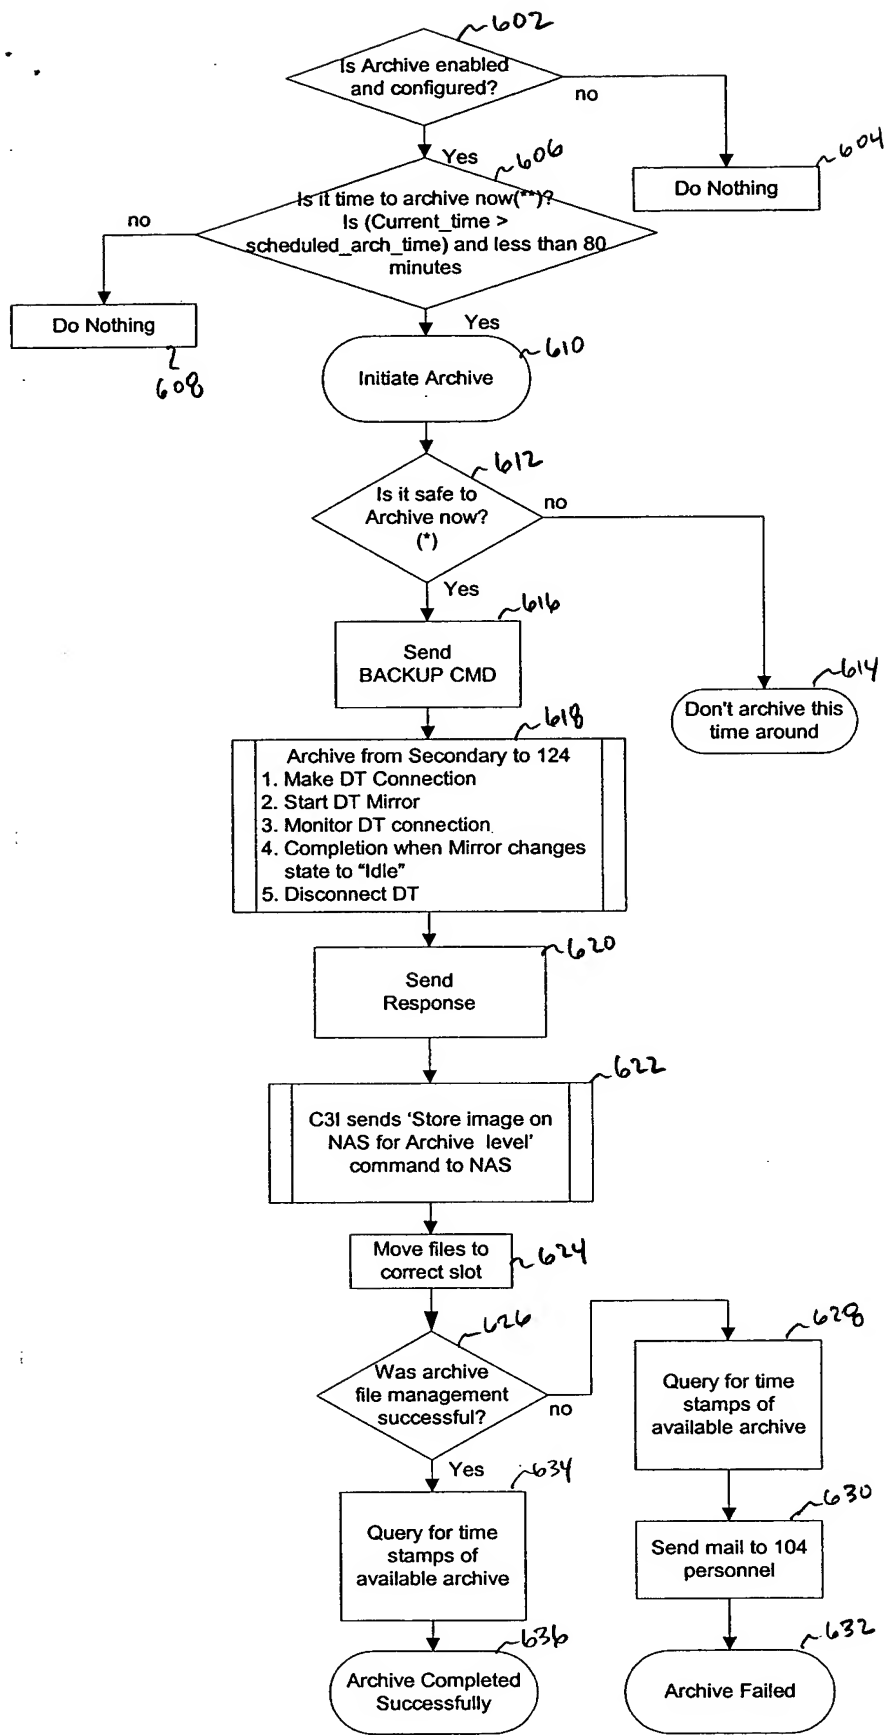 602
Is Archive enabled
and configured?
no
Yes
606
604
Do Nothing
Is it time to archive now(**)?
Is (Current_time >
scheduled_arch_time) and less than 80
minutes
no
Do Nothing
608
Yes
610
Initiate Archive
612
Is it safe to
Archive now?
(*)
no
Yes
616
Send
BACKUP CMD
614
Don't archive this
time around
618
Archive from Secondary to 124
1. Make DT Connection
2. Start DT Mirror
3. Monitor DT connection
4. Completion when Mirror changes
state to "Idle"
5. Disconnect DT
620
Send
Response
622
C3I sends 'Store image on
NAS for Archive level'
command to NAS
Move files to
correct slot
624
626
Was archive
file management
successful?
no
Yes
628
Query for time
stamps of
available archive
634
Query for time
stamps of
available archive
630
Send mail to 104
personnel
636
Archive Completed
Successfully
632
Archive Failed